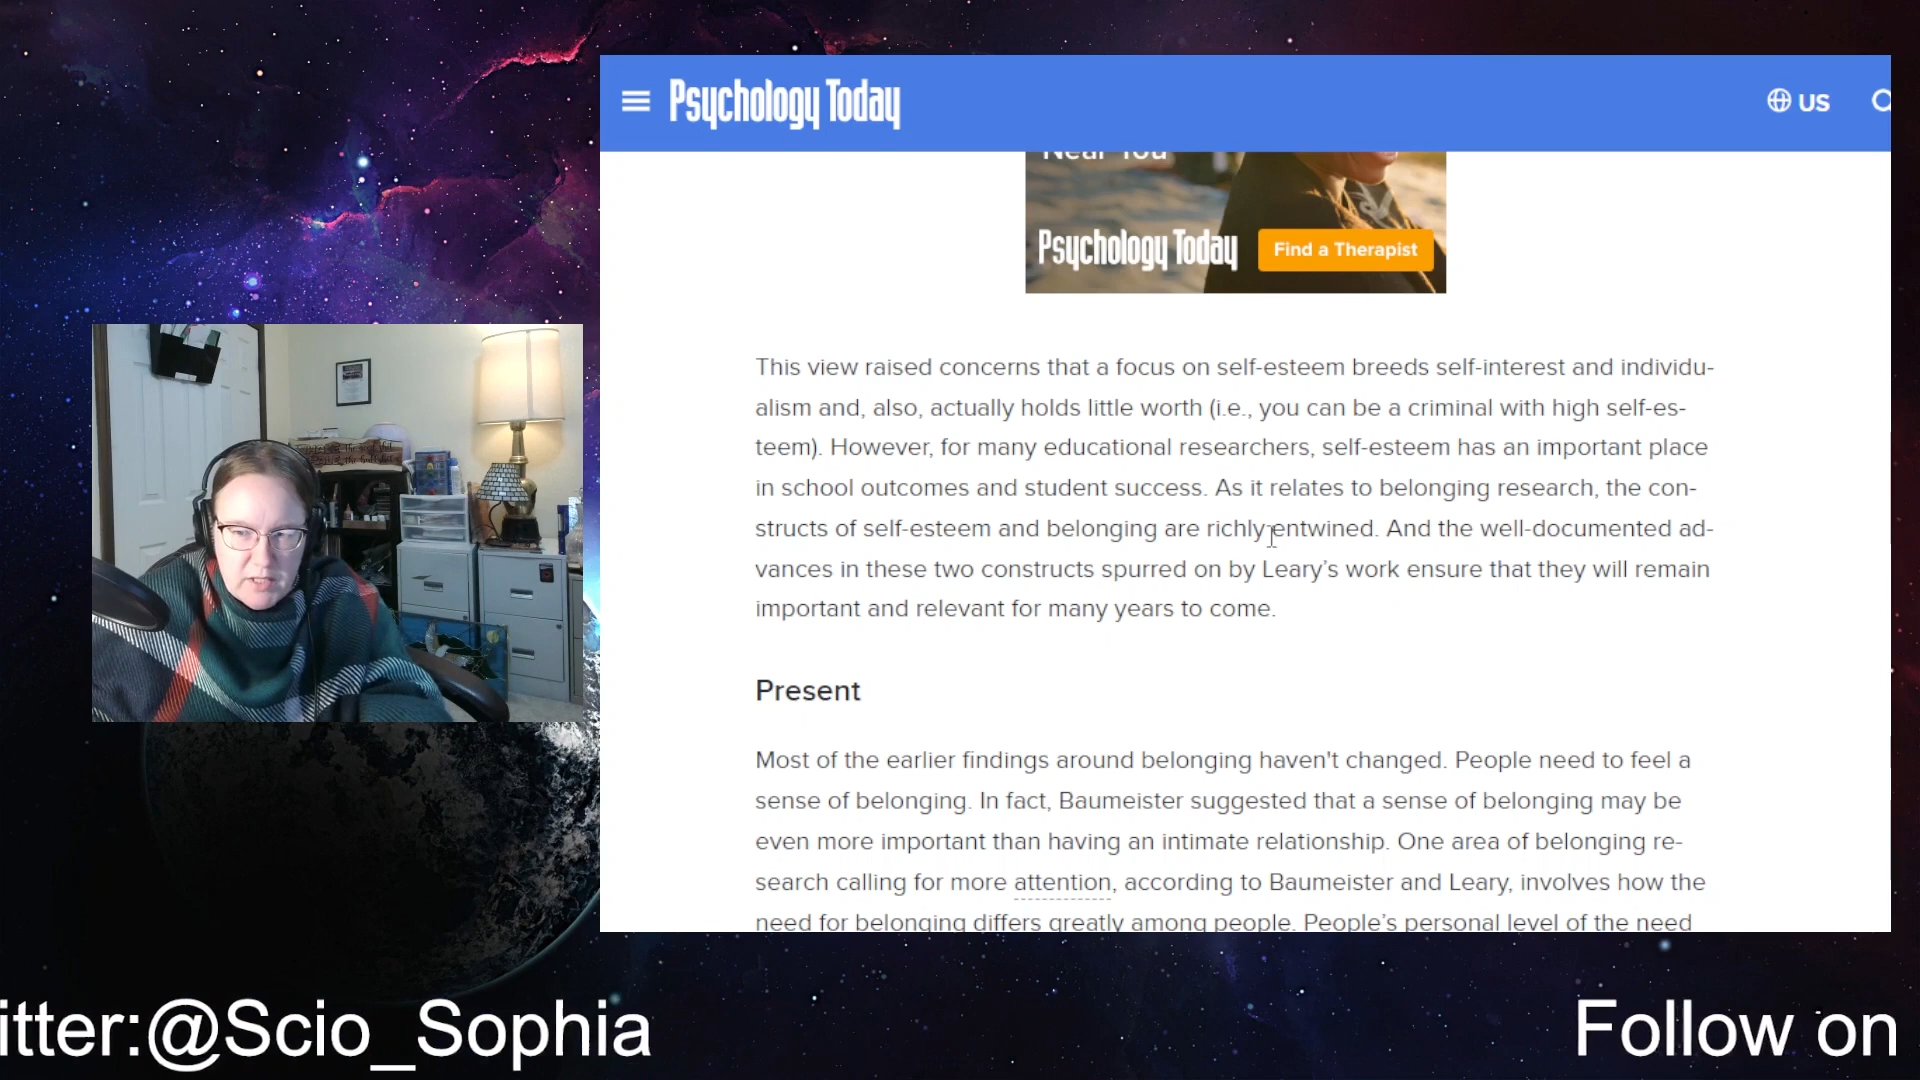 Psychology Today
US
Near You
Psychology Today
Find a Therapist
This view raised concerns that a focus on self-esteem breeds self-interest and individu-
alism and, also, actually holds little worth (i.e., you can be a criminal with high self-es-
teem). However, for many educational researchers, self-esteem has an important place
in school outcomes and student success. As it relates to belonging research, the con-
structs of self-esteem and belonging are richly entwined. And the well-documented ad-
vances in these two constructs spurred on by Leary’s work ensure that they will remain
important and relevant for many years to come.
Present
Most of the earlier findings around belonging haven't changed. People need to feel a
sense of belonging. In fact, Baumeister suggested that a sense of belonging may be
even more important than having an intimate relationship. One area of belonging re-
search calling for more attention, according to Baumeister and Leary, involves how the
need for belonging differs greatly among people. People’s personal level of the need
itter:@Scio_Sophia
Follow on